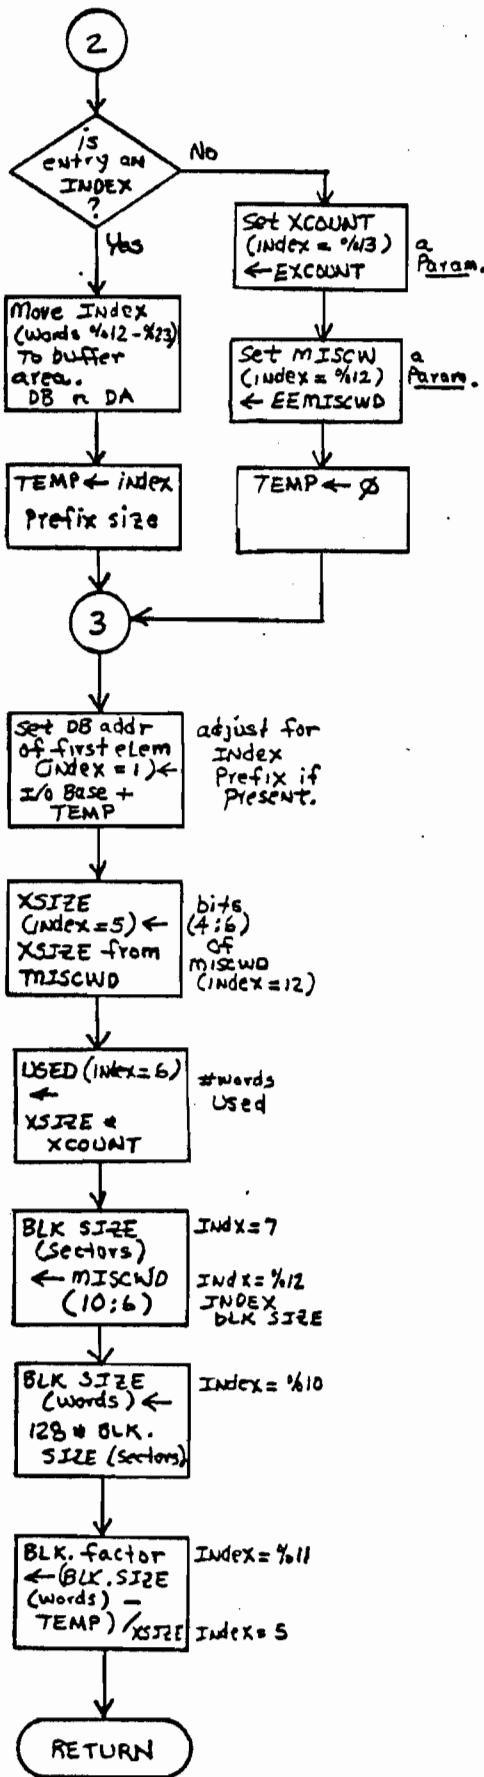 2
is
entry an
INDEX
?
No
Yes
Set XCOUNT
(index = %13)
← EXCOUNT
a
Param.
Move INdex
(words %12-%23)
To buffer
area.
DB n DA
Set MISCW
(index = %12)
← EEMISCWD
a
Param.
TEMP ← index
Prefix size
TEMP ← Ø
3
Set DB addr
of first elem
(index = 1) ←
I/O Base +
TEMP
adjust for
INDEX
Prefix if
Present.
XSIZE
(index = 5) ←
XSIZE from
MISCWD
bits
(4:6)
of
MISCWD
(index = 12)
USED (index = 6)
←
XSIZE *
XCOUNT
#words
Used
BLK SIZE
(Sectors)
← MISCWD
(10:6)
Indx = 7
Indx = %12
INDEX
BLK SIZE
BLK SIZE
(words) ←
128 * BLK.
SIZE (sectors)
Index = %10
BLK. factor
← (BLK. SIZE
(words) –
TEMP) / XSIZE
Index = %11
Index = 5
RETURN